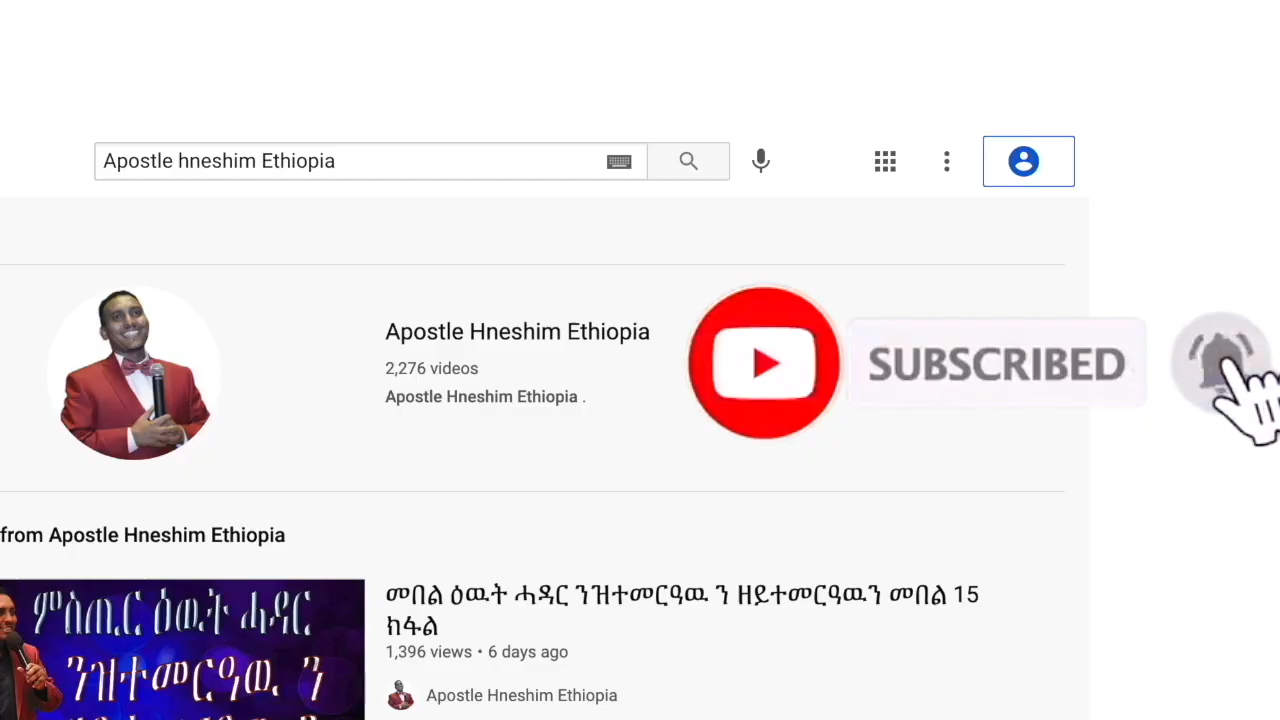 Apostle hneshim Ethiopia
Apostle Hneshim Ethiopia
2,276 videos
Apostle Hneshim Ethiopia .
SUBSCRIBED
from Apostle Hneshim Ethiopia
መበል ዕዉት ሓዳር ንዝተመርዓዉ ን ዘይተመርዓዉን መበል 15
ክፋል
1,396 views • 6 days ago
Apostle Hneshim Ethiopia
ምስጢር ዕዉት ሓዳር
ንዝተመርዓዉ ን